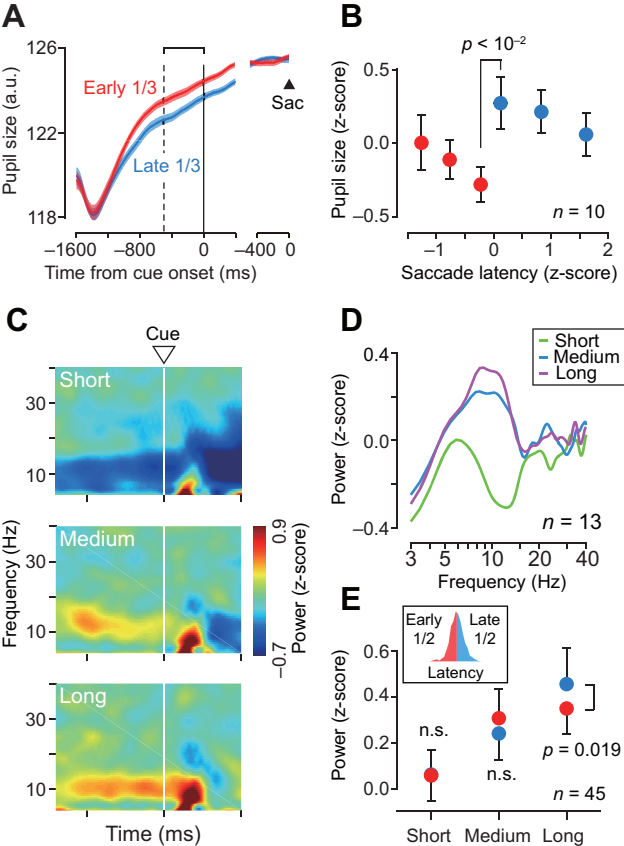 A
126
122
118
Pupil size (a.u.)
Early 1/3
Late 1/3
Sac
−1600
−800
0
−400
0
Time from cue onset (ms)
B
p < 10⁻²
0.5
0.0
−0.5
Pupil size (z-score)
n = 10
−1
0
1
2
Saccade latency (z-score)
C
Cue
Short
30
10
Medium
30
10
Long
30
10
Frequency (Hz)
0.9
Power (z-score)
−0.7
Time (ms)
D
Short
Medium
Long
0.4
0.0
−0.4
Power (z-score)
n = 13
3
5
10
20
40
Frequency (Hz)
E
Early
1/2
Late
1/2
Latency
0.6
0.4
0.2
0.0
Power (z-score)
n.s.
n.s.
p = 0.019
n = 45
Short
Medium
Long